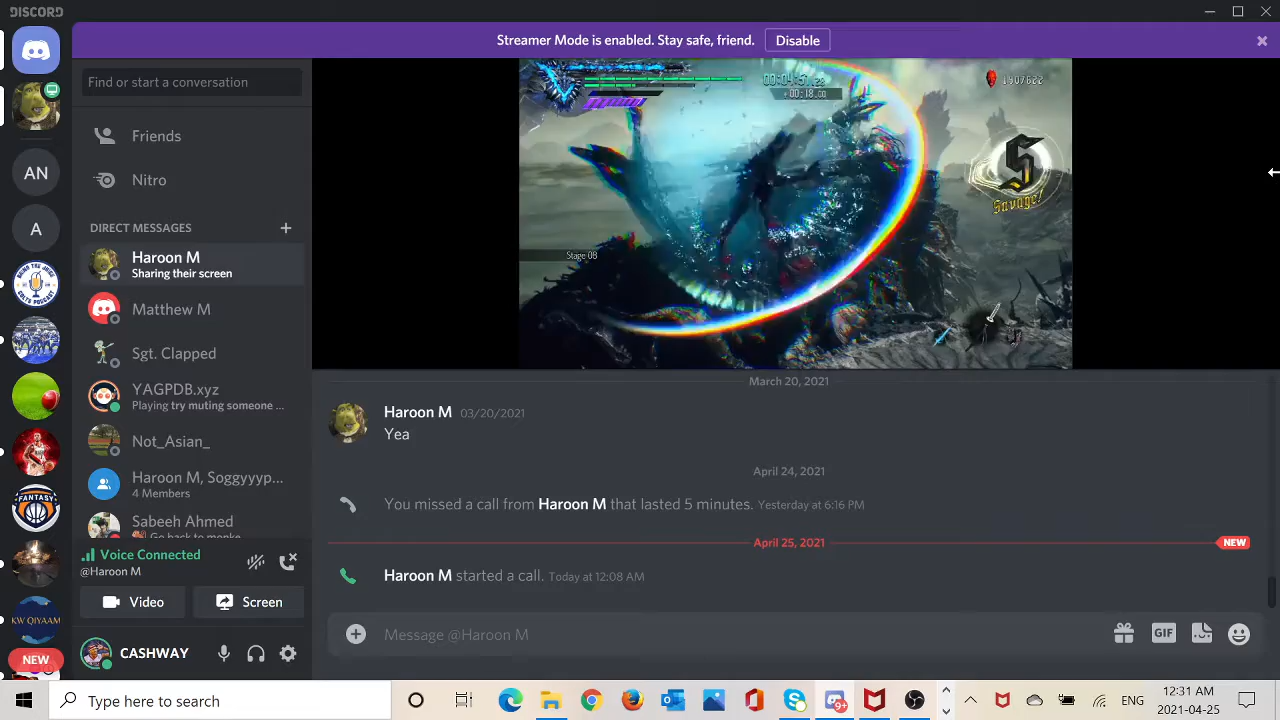 DISCORD
Streamer Mode is enabled. Stay safe, friend.
Disable
Find or start a conversation
Friends
Nitro
DIRECT MESSAGES
Haroon M
Sharing their screen
Matthew M
Sgt. Clapped
YAGPDB.xyz
Playing try muting someone ...
Not_Asian_
Haroon M, Soggyyyp...
4 Members
Sabeeh Ahmed
Voice Connected
@Haroon M
Video
Screen
CASHWAY
AN
A
FANTASY
KW QIYAAM
NEW
1907622
Savage!
Stage 08
March 20, 2021
Haroon M 03/20/2021
Yea
April 24, 2021
You missed a call from Haroon M that lasted 5 minutes. Yesterday at 6:16 PM
April 25, 2021
NEW
Haroon M started a call. Today at 12:08 AM
Message @Haroon M
GIF
Type here to search
9+
ENG
12:31 AM
2021-04-25